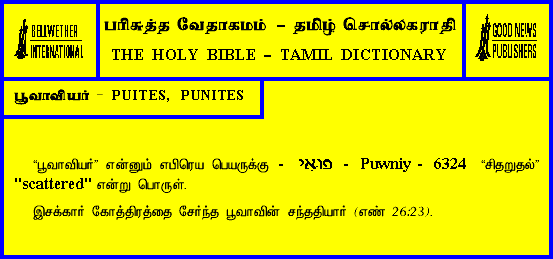 BELLWETHER
INTERNATIONAL
பரிசுத்த வேதாகமம் – தமிழ் சொல்லகராதி
THE HOLY BIBLE – TAMIL DICTIONARY
GOOD NEWS
PUBLISHERS
பூவாவியர் - PUITES, PUNITES
“பூவாவியர்” என்னும் எபிரெய பெயருக்கு - פואי - Puwniy - 6324 “சிதறுதல்”
"scattered" என்று பொருள்.
இசக்கார் கோத்திரத்தை சேர்ந்த பூவாவின் சந்ததியார் (எண் 26:23).